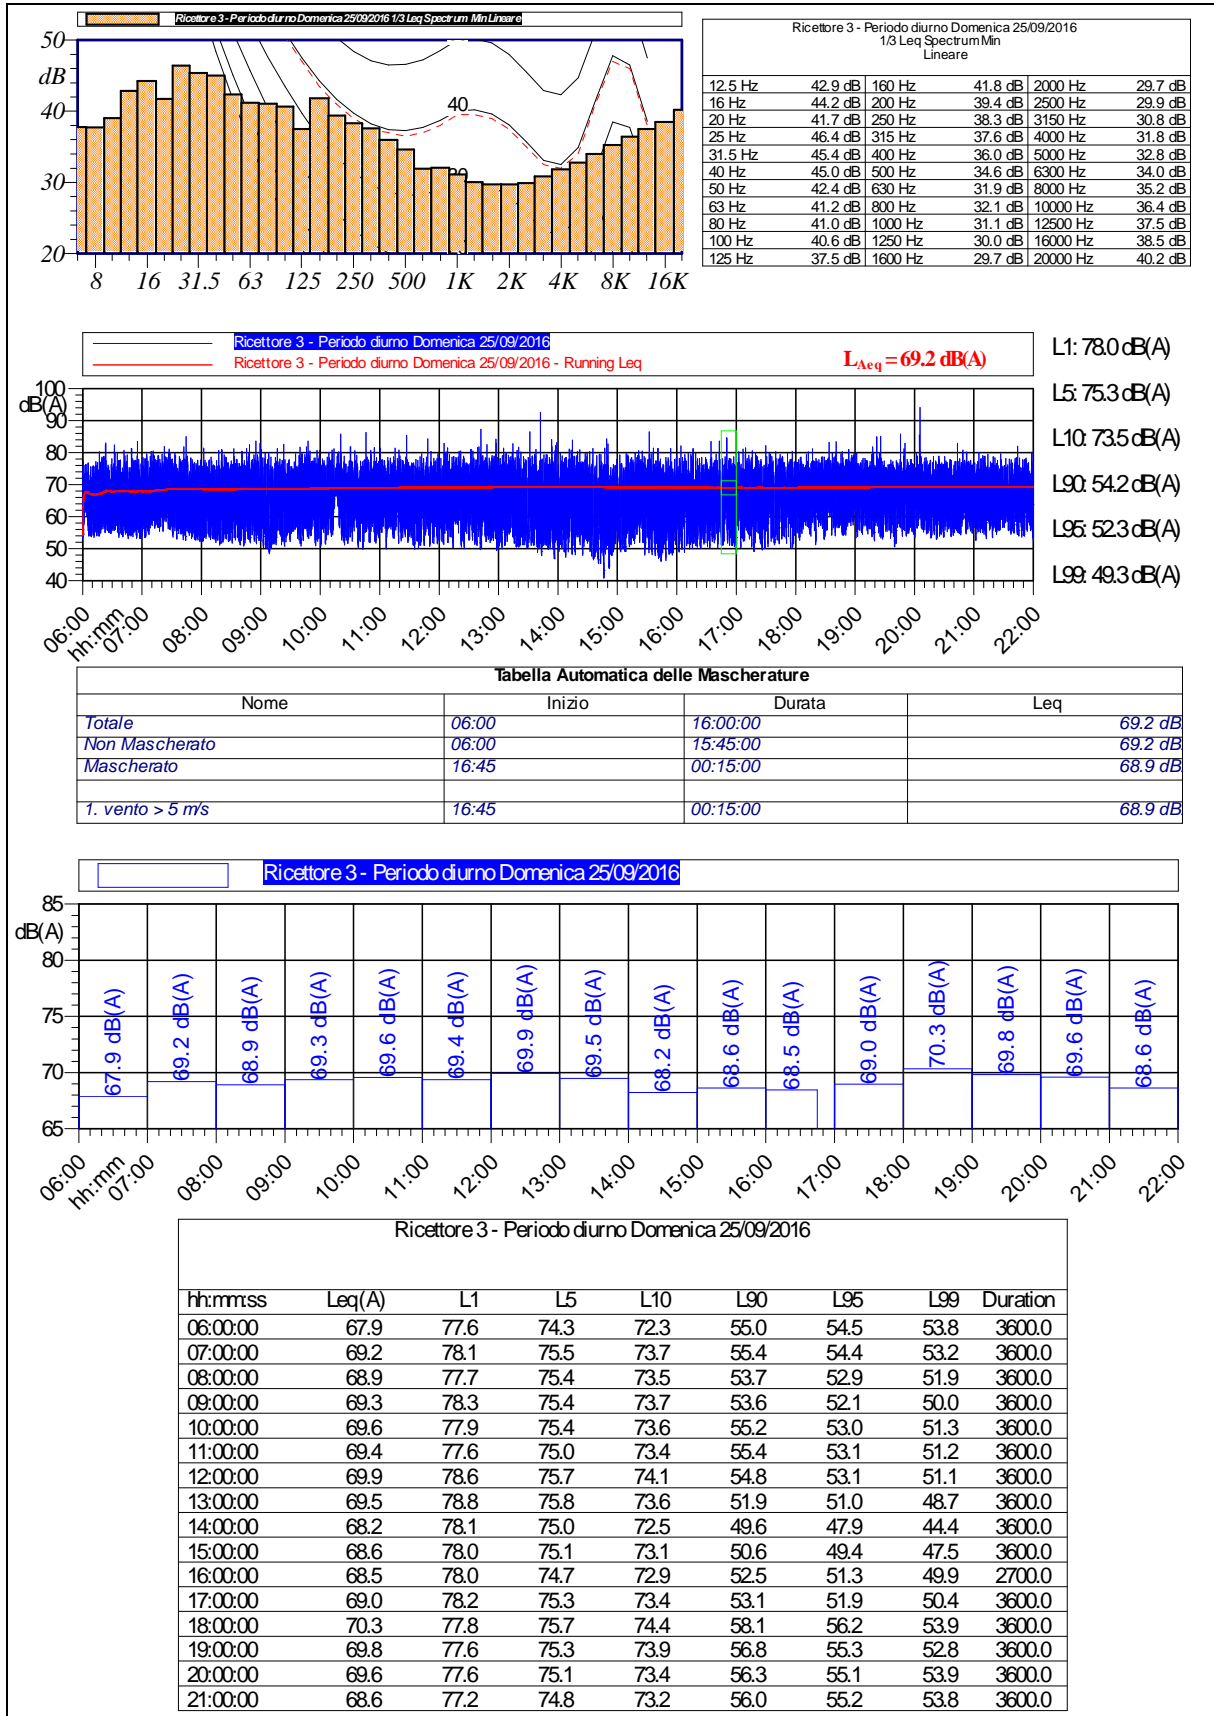 Ricettore 3 - Periodo diurno Domenica 25/09/2016 1/3 Leq Spectrum Min Lineare
50
dB
40
30
20
40
8 16 31.5 63 125 250 500 1K 2K 4K 8K 16K
Ricettore 3 - Periodo diurno Domenica 25/09/2016
1/3 Leq Spectrum Min
Lineare
12.5 Hz 42.9 dB 160 Hz 41.8 dB 2000 Hz 29.7 dB
16 Hz 44.2 dB 200 Hz 39.4 dB 2500 Hz 29.9 dB
20 Hz 41.7 dB 250 Hz 38.3 dB 3150 Hz 30.8 dB
25 Hz 46.4 dB 315 Hz 37.6 dB 4000 Hz 31.8 dB
31.5 Hz 45.4 dB 400 Hz 36.0 dB 5000 Hz 32.8 dB
40 Hz 45.0 dB 500 Hz 34.6 dB 6300 Hz 34.0 dB
50 Hz 42.4 dB 630 Hz 31.9 dB 8000 Hz 35.2 dB
63 Hz 41.2 dB 800 Hz 32.1 dB 10000 Hz 36.4 dB
80 Hz 41.0 dB 1000 Hz 31.1 dB 12500 Hz 37.5 dB
100 Hz 40.6 dB 1250 Hz 30.0 dB 16000 Hz 38.5 dB
125 Hz 37.5 dB 1600 Hz 29.7 dB 20000 Hz 40.2 dB
Ricettore 3 - Periodo diurno Domenica 25/09/2016
Ricettore 3 - Periodo diurno Domenica 25/09/2016 - Running Leq
LAeq = 69.2 dB(A)
100
dB(A)
90
80
70
60
50
40
06:00 07:00 08:00 09:00 10:00 11:00 12:00 13:00 14:00 15:00 16:00 17:00 18:00 19:00 20:00 21:00 22:00
hh:mm
L1: 78.0 dB(A)
L5: 75.3 dB(A)
L10: 73.5 dB(A)
L90: 54.2 dB(A)
L95: 52.3 dB(A)
L99: 49.3 dB(A)
Tabella Automatica delle Mascherature
Nome Inizio Durata Leq
Totale 06:00 16:00:00 69.2 dB
Non Mascherato 06:00 15:45:00 69.2 dB
Mascherato 16:45 00:15:00 68.9 dB
1. vento > 5 m/s 16:45 00:15:00 68.9 dB
Ricettore 3 - Periodo diurno Domenica 25/09/2016
85
dB(A)
80
75
70
65
67.9 dB(A) 69.2 dB(A) 68.9 dB(A) 69.3 dB(A) 69.6 dB(A) 69.4 dB(A) 69.9 dB(A) 69.5 dB(A) 68.2 dB(A) 68.6 dB(A) 68.5 dB(A) 69.0 dB(A) 70.3 dB(A) 69.8 dB(A) 69.6 dB(A) 68.6 dB(A)
06:00 07:00 08:00 09:00 10:00 11:00 12:00 13:00 14:00 15:00 16:00 17:00 18:00 19:00 20:00 21:00 22:00
hh:mm
Ricettore 3 - Periodo diurno Domenica 25/09/2016
hh:mm:ss Leq(A) L1 L5 L10 L90 L95 L99 Duration
06:00:00 67.9 77.6 74.3 72.3 55.0 54.5 53.8 3600.0
07:00:00 69.2 78.1 75.5 73.7 55.4 54.4 53.2 3600.0
08:00:00 68.9 77.7 75.4 73.5 53.7 52.9 51.9 3600.0
09:00:00 69.3 78.3 75.4 73.7 53.6 52.1 50.0 3600.0
10:00:00 69.6 77.9 75.4 73.6 55.2 53.0 51.3 3600.0
11:00:00 69.4 77.6 75.0 73.4 55.4 53.1 51.2 3600.0
12:00:00 69.9 78.6 75.7 74.1 54.8 53.1 51.1 3600.0
13:00:00 69.5 78.8 75.8 73.6 51.9 51.0 48.7 3600.0
14:00:00 68.2 78.1 75.0 72.5 49.6 47.9 44.4 3600.0
15:00:00 68.6 78.0 75.1 73.1 50.6 49.4 47.5 3600.0
16:00:00 68.5 78.0 74.7 72.9 52.5 51.3 49.9 2700.0
17:00:00 69.0 78.2 75.3 73.4 53.1 51.9 50.4 3600.0
18:00:00 70.3 77.8 75.7 74.4 58.1 56.2 53.9 3600.0
19:00:00 69.8 77.6 75.3 73.9 56.8 55.3 52.8 3600.0
20:00:00 69.6 77.6 75.1 73.4 56.3 55.1 53.9 3600.0
21:00:00 68.6 77.2 74.8 73.2 56.0 55.2 53.8 3600.0